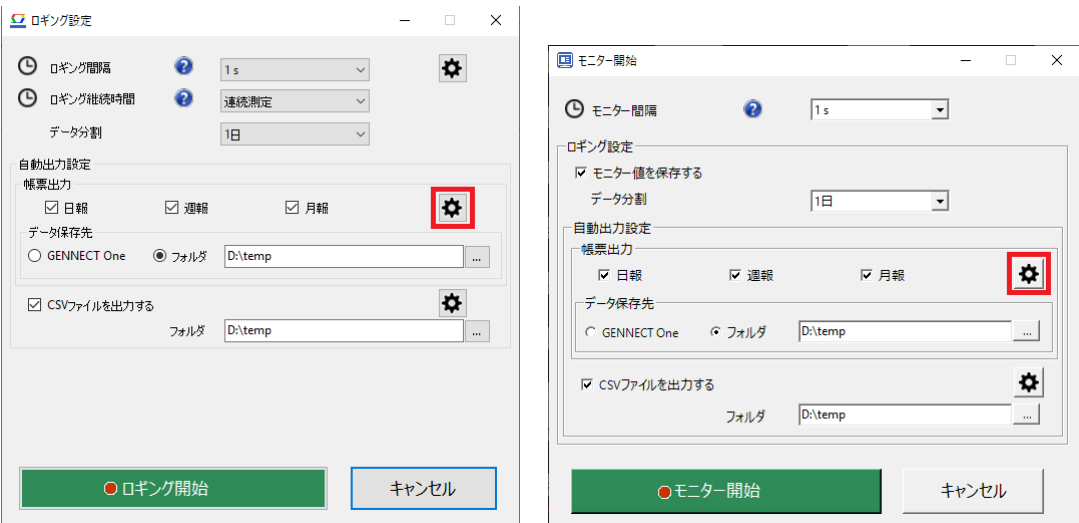 ロギング設定
ロギング間隔 1 s
ロギング継続時間 連続測定
データ分割 1日
自動出力設定
帳票出力
日報 週報 月報
データ保存先
GENNECT One フォルダ D:\temp ...
CSVファイルを出力する
フォルダ D:\temp ...
ロギング開始 キャンセル
モニター開始
モニター間隔 1 s
ロギング設定
モニター値を保存する
データ分割 1日
自動出力設定
帳票出力
日報 週報 月報
データ保存先
GENNECT One フォルダ D:\temp ...
CSVファイルを出力する
フォルダ D:\temp ...
モニター開始 キャンセル